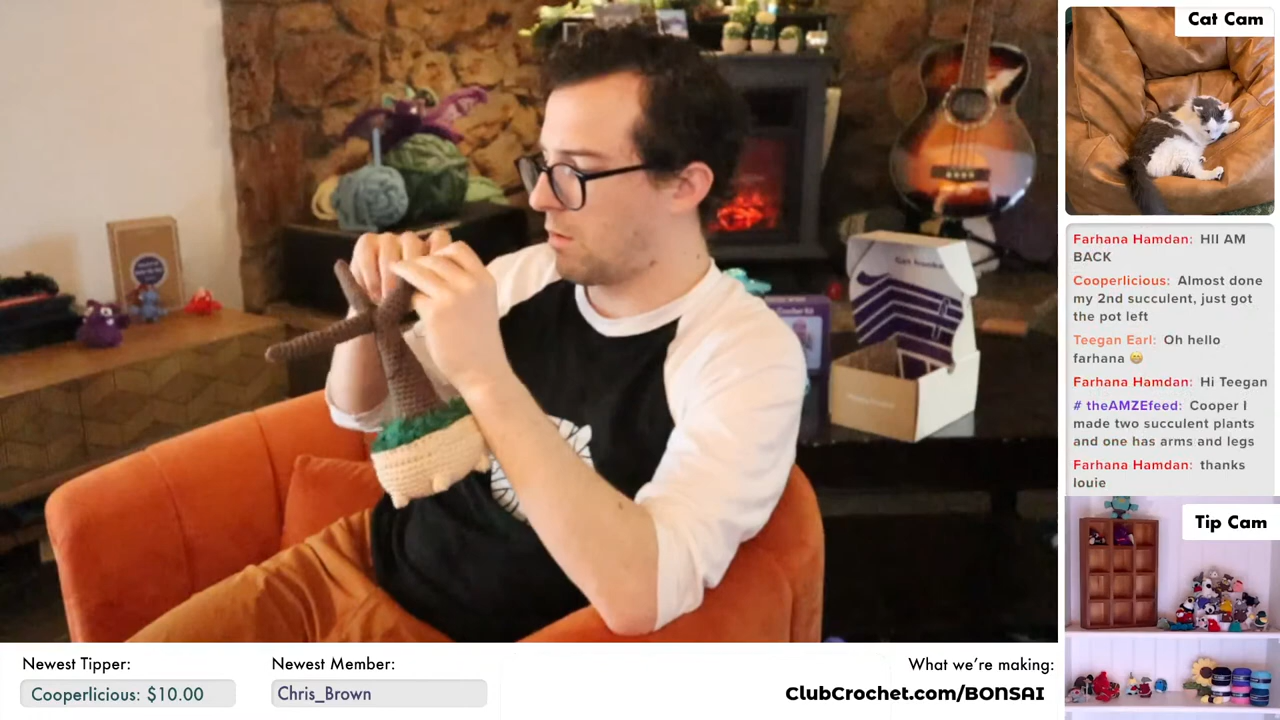 Cat Cam
Farhana Hamdan: HII AM
BACK
Cooperlicious: Almost done
my 2nd succulent, just got
the pot left
Teegan Earl: Oh hello
farhana 😁
Farhana Hamdan: Hi Teegan
# theAMZEfeed: Cooper I
made two succulent plants
and one has arms and legs
Farhana Hamdan: thanks
louie
Tip Cam
Newest Tipper:
Cooperlicious: $10.00
Newest Member:
Chris_Brown
What we're making:
ClubCrochet.com/BONSAI